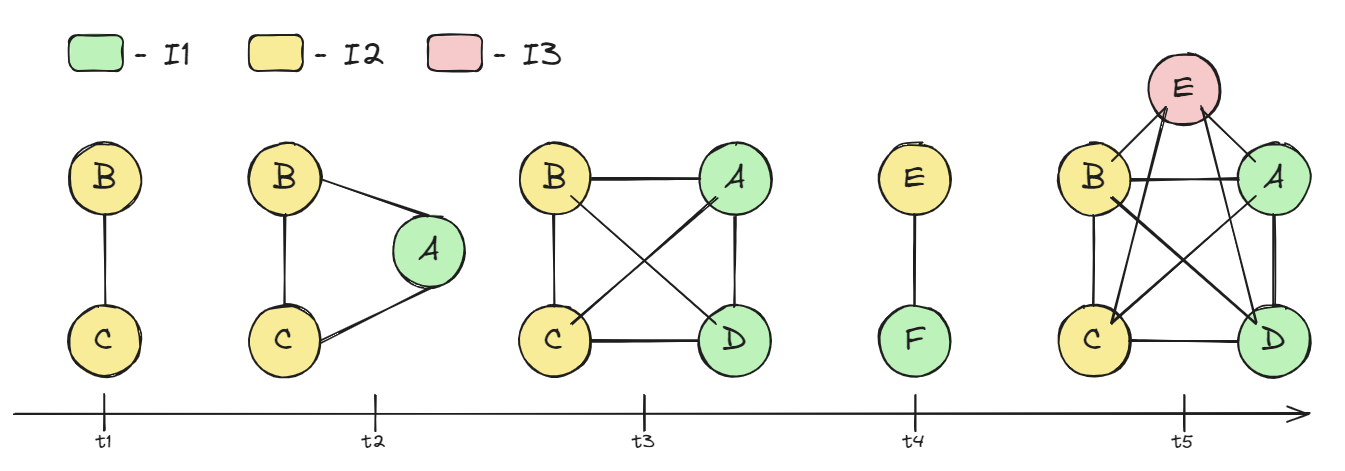 - I1 - I2 - I3
E
B B B A E B A
A
C C C D F C D
t1 t2 t3 t4 t5